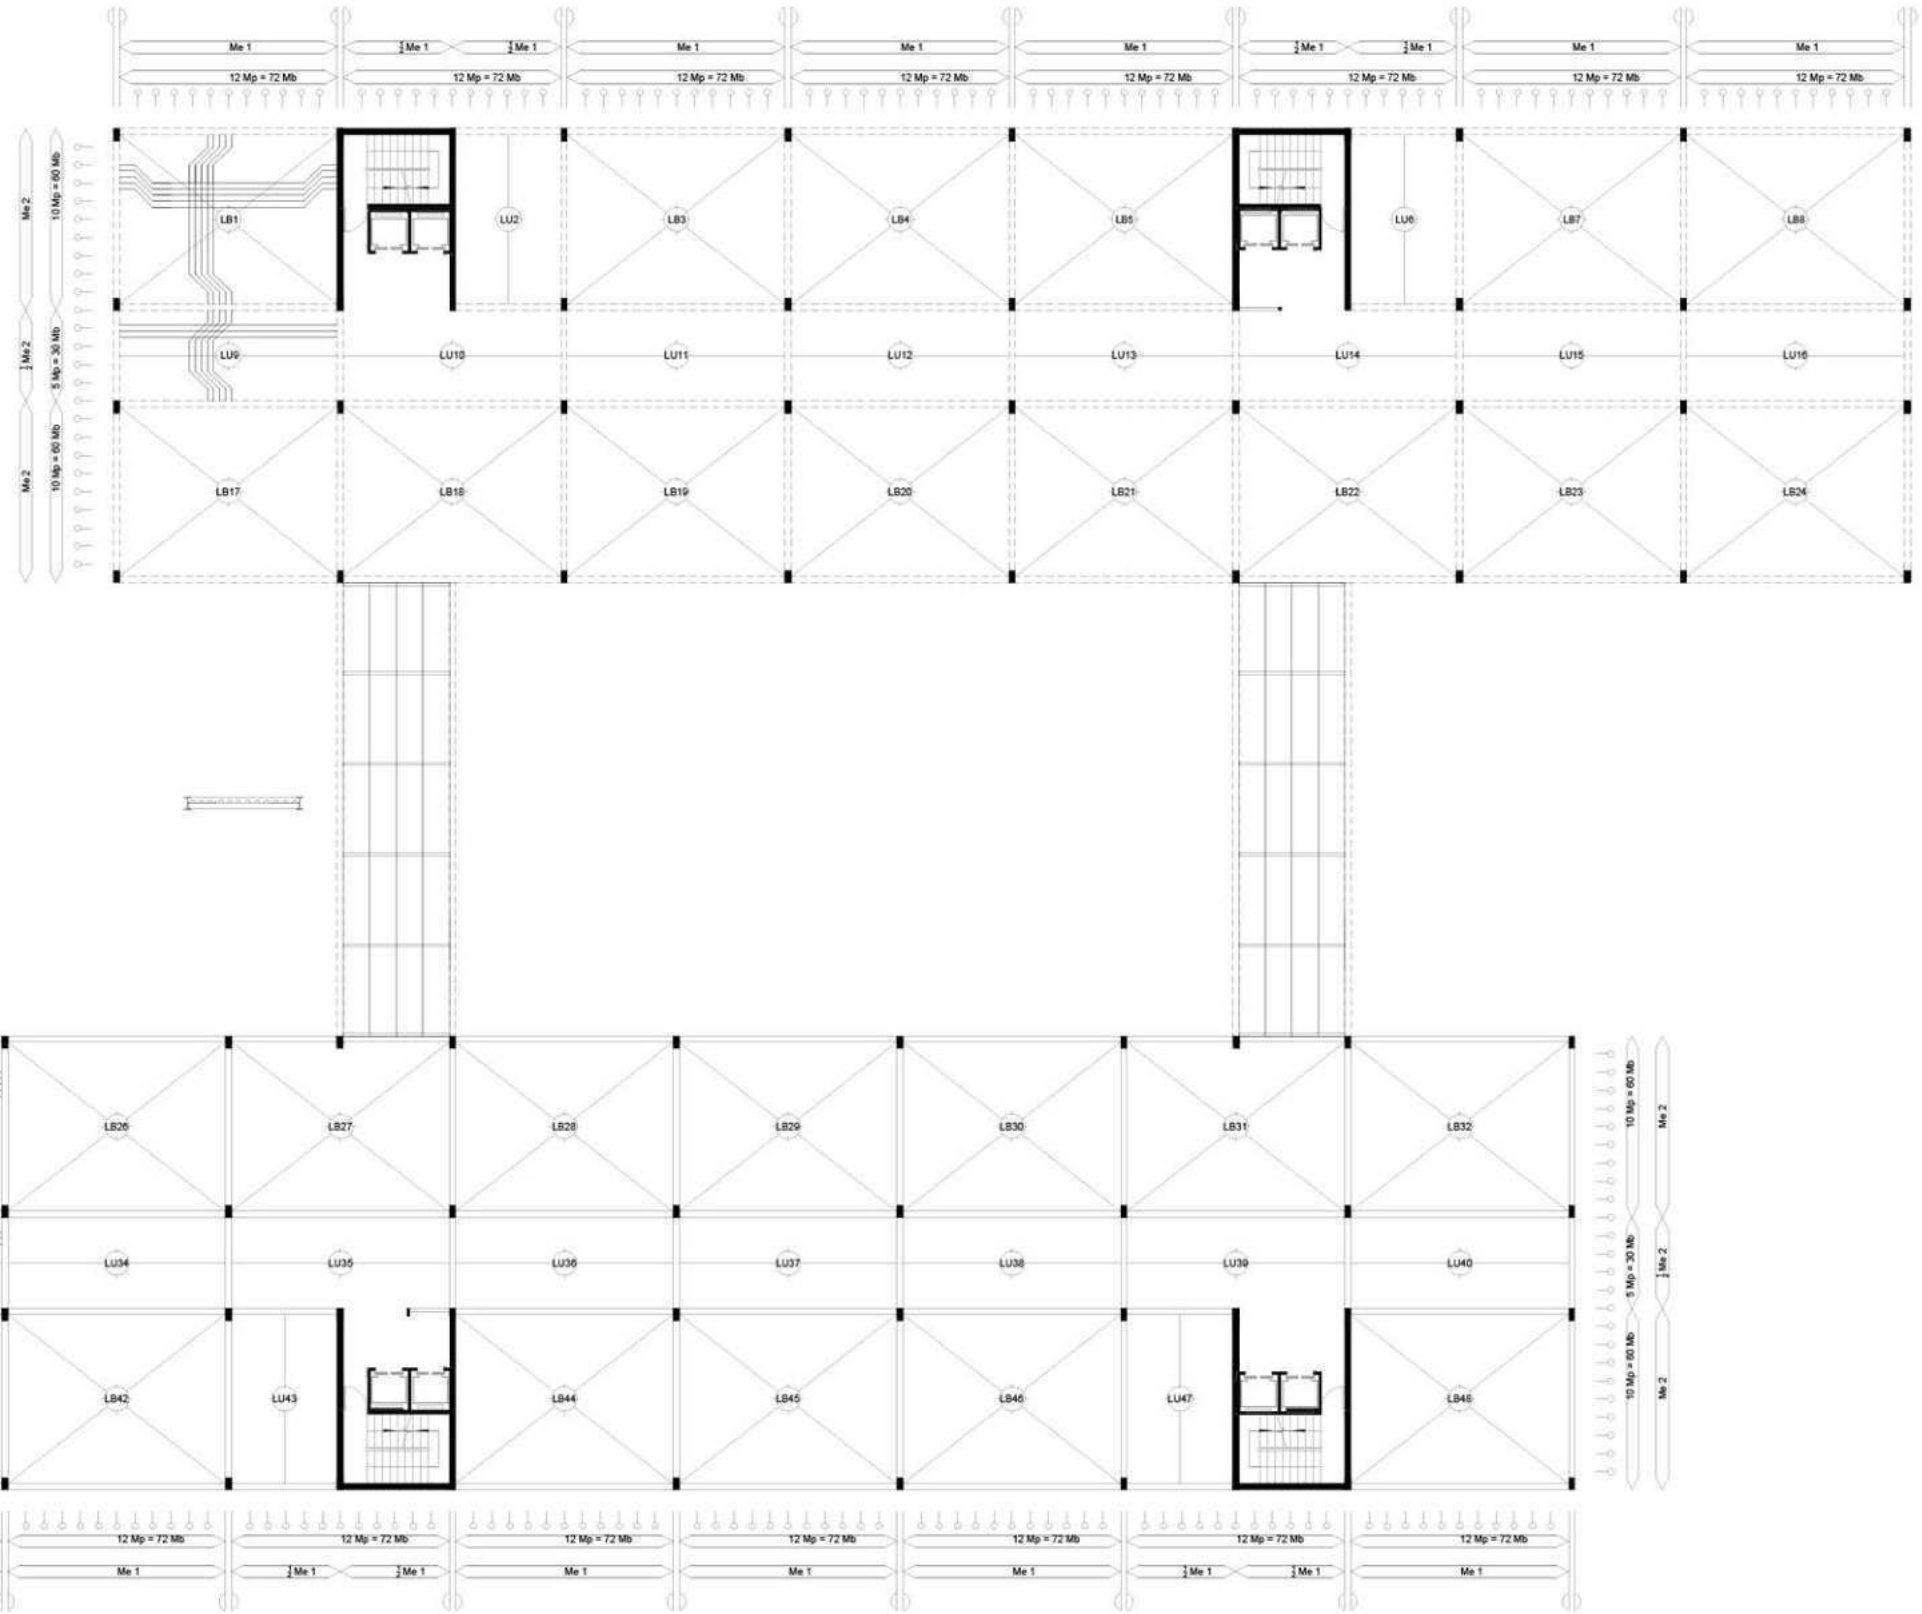 Me 1 ½ Me 1 ½ Me 1 Me 1 Me 1 Me 1 ½ Me 1 ½ Me 1 Me 1 Me 1
12 Mp = 72 Mb 12 Mp = 72 Mb 12 Mp = 72 Mb 12 Mp = 72 Mb 12 Mp = 72 Mb 12 Mp = 72 Mb 12 Mp = 72 Mb 12 Mp = 72 Mb
Me 2 10 Mp = 60 Mb
LB1 LU2 LB3 LB4 LB5 LU6 LB7 LB8
½ Me 2 5 Mp = 30 Mb
LU9 LU10 LU11 LU12 LU13 LU14 LU15 LU16
Me 2 10 Mp = 60 Mb
LB17 LB18 LB19 LB20 LB21 LB22 LB23 LB24
LB26 LB27 LB28 LB29 LB30 LB31 LB32
10 Mp = 60 Mb Me 2
LU34 LU35 LU36 LU37 LU38 LU39 LU40
5 Mp = 30 Mb ½ Me 2
LB42 LU43 LB44 LB45 LB46 LU47 LB48
10 Mp = 60 Mb Me 2
12 Mp = 72 Mb 12 Mp = 72 Mb 12 Mp = 72 Mb 12 Mp = 72 Mb 12 Mp = 72 Mb 12 Mp = 72 Mb 12 Mp = 72 Mb
Me 1 ½ Me 1 ½ Me 1 Me 1 Me 1 Me 1 ½ Me 1 ½ Me 1 Me 1